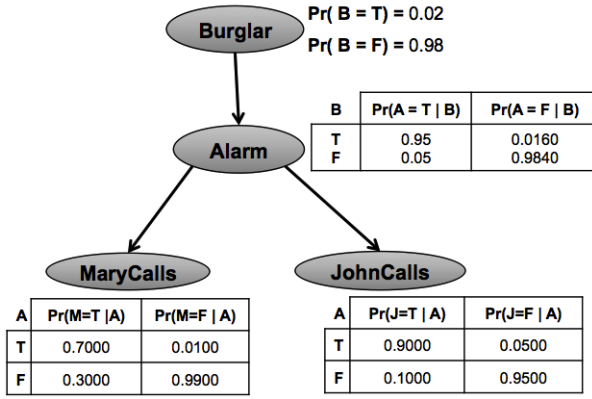 Burglar
Pr( B = T) = 0.02
Pr( B = F) = 0.98
Alarm
B Pr(A = T | B) Pr(A = F | B)
T 0.95 0.0160
F 0.05 0.9840
MaryCalls
JohnCalls
A Pr(M=T |A) Pr(M=F | A)
T 0.7000 0.0100
F 0.3000 0.9900
A Pr(J=T | A) Pr(J=F | A)
T 0.9000 0.0500
F 0.1000 0.9500